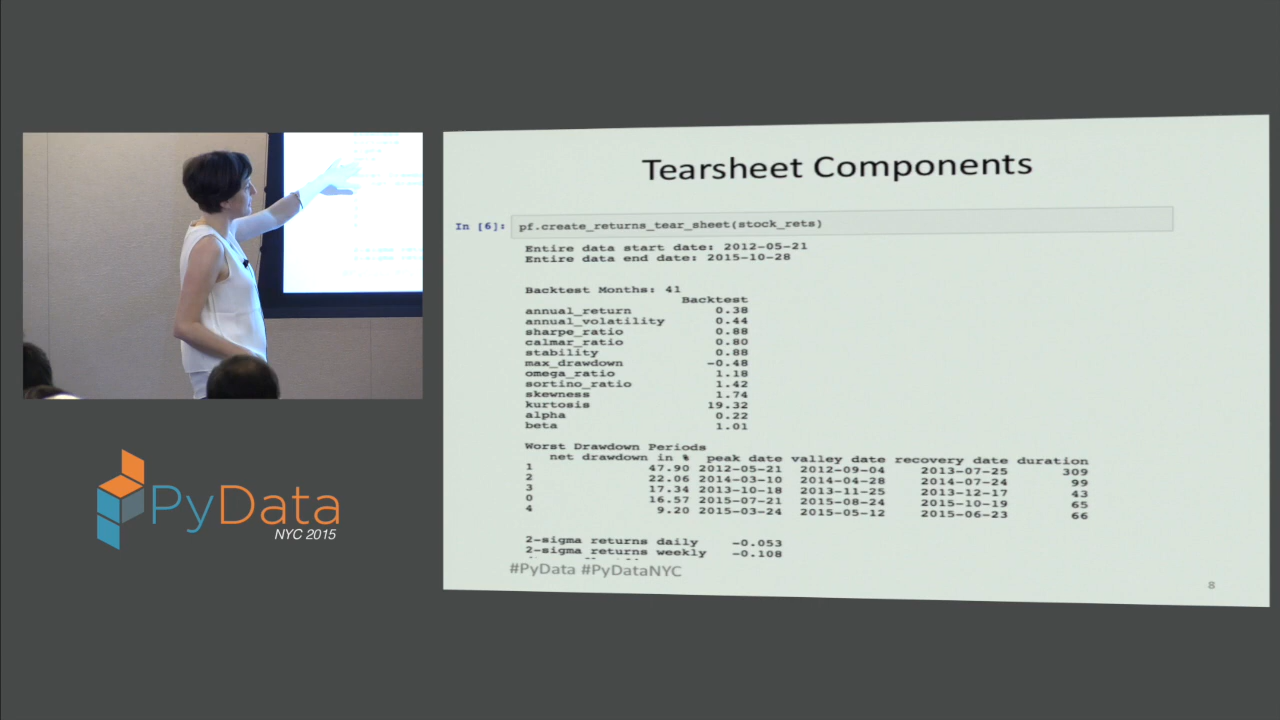 Tearsheet Components
In [6]: pf.create_returns_tear_sheet(stock_rets)
Entire data start date: 2012-05-21
Entire data end date: 2015-10-28
Backtest Months: 41
Backtest
annual_return 0.38
annual_volatility 0.44
sharpe_ratio 0.88
calmar_ratio 0.80
stability 0.88
max_drawdown -0.48
omega_ratio 1.18
sortino_ratio 1.42
skewness 1.74
kurtosis 19.32
alpha 0.22
beta 1.01
Worst Drawdown Periods
net drawdown in % peak date valley date recovery date duration
1 47.90 2012-05-21 2012-09-04 2013-07-25 309
2 22.06 2014-03-10 2014-04-28 2014-07-24 99
3 17.34 2013-10-18 2013-11-25 2013-12-17 43
0 16.57 2015-07-21 2015-08-24 2015-10-19 65
4 9.20 2015-03-24 2015-05-12 2015-06-23 66
2-sigma returns daily -0.053
2-sigma returns weekly -0.108
#PyData #PyDataNYC
8
PyData
NYC 2015